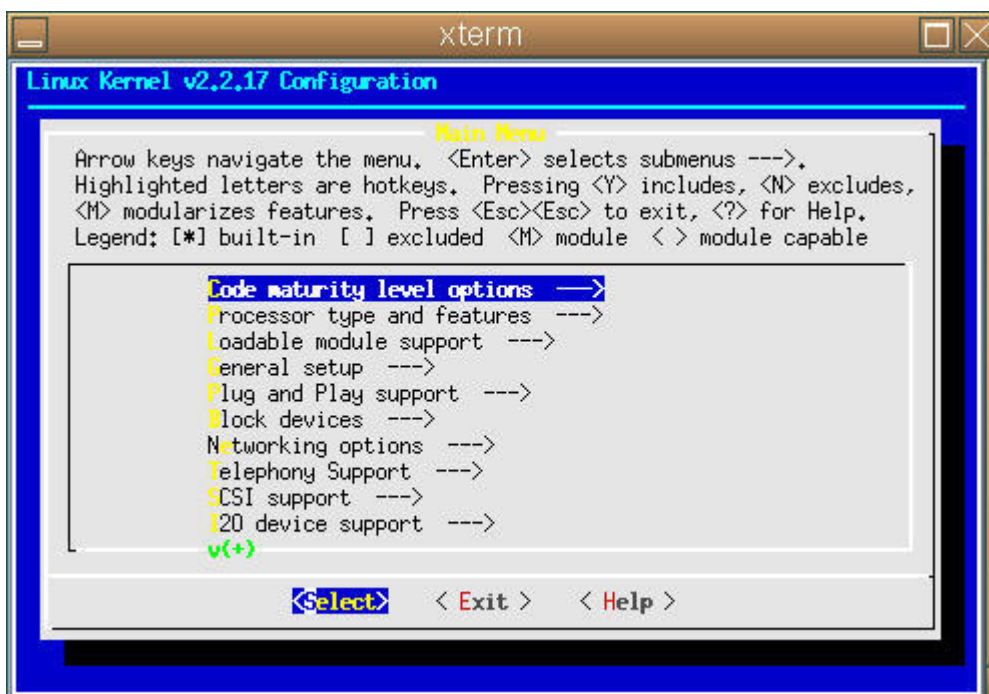 xterm
Linux Kernel v2.2.17 Configuration
Main Menu
Arrow keys navigate the menu. <Enter> selects submenus --->.
Highlighted letters are hotkeys. Pressing <Y> includes, <N> excludes,
<M> modularizes features. Press <Esc><Esc> to exit, <?> for Help.
Legend: [*] built-in [ ] excluded <M> module < > module capable
Code maturity level options --->
Processor type and features --->
Loadable module support --->
General setup --->
Plug and Play support --->
Block devices --->
Networking options --->
Telephony Support --->
SCSI support --->
I2O device support --->
v(+)
<Select> < Exit > < Help >